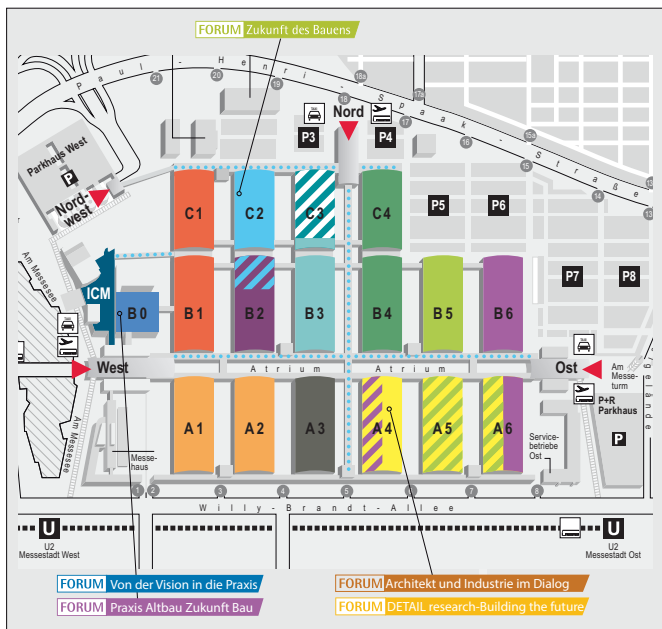 FORUM Zukunft des Bauens
Paul-Henri-Spaak-Straße
21
20
19
18
18a
17
17a
16
15a
15
14
13
TAXI
Nord
P3
P4
Parkhaus West
P
Nord-
west
C1
C2
C3
C4
P5
P6
Am Messesee
ICM
B0
B1
B2
B3
B4
B5
B6
P7
P8
TAXI
TAXI
West
Atrium
Atrium
Ost
Am
Messe-
turm
P+R
Parkhaus
P
Am Messesee
A1
A2
A3
A4
A5
A6
Messe-
haus
Service-
betriebe
Ost
1
2
3
4
5
6
7
8
Willy-Brandt-Allee
U
U2
Messestadt West
U
U2
Messestadt Ost
FORUM Von der Vision in die Praxis
FORUM Architekt und Industrie im Dialog
FORUM Praxis Altbau Zukunft Bau
FORUM DETAIL research-Building the future